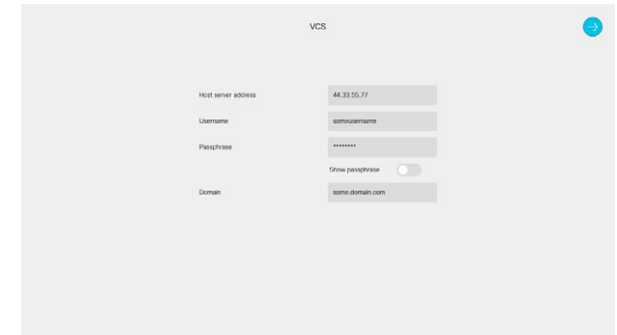 VCS
Host server address 44.33.55.77
Username someusername
Passphrase ********
Show passphrase
Domain some.domain.com